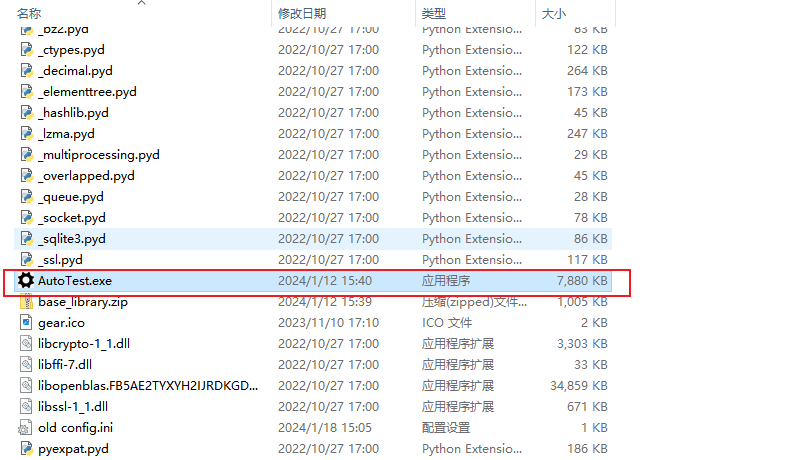 名称 修改日期 类型 大小
_bz2.pyd 2022/10/27 17:00 Python Extensio... 83 KB
_ctypes.pyd 2022/10/27 17:00 Python Extensio... 122 KB
_decimal.pyd 2022/10/27 17:00 Python Extensio... 264 KB
_elementtree.pyd 2022/10/27 17:00 Python Extensio... 173 KB
_hashlib.pyd 2022/10/27 17:00 Python Extensio... 45 KB
_lzma.pyd 2022/10/27 17:00 Python Extensio... 247 KB
_multiprocessing.pyd 2022/10/27 17:00 Python Extensio... 29 KB
_overlapped.pyd 2022/10/27 17:00 Python Extensio... 45 KB
_queue.pyd 2022/10/27 17:00 Python Extensio... 28 KB
_socket.pyd 2022/10/27 17:00 Python Extensio... 78 KB
_sqlite3.pyd 2022/10/27 17:00 Python Extensio... 86 KB
_ssl.pyd 2022/10/27 17:00 Python Extensio... 117 KB
AutoTest.exe 2024/1/12 15:40 应用程序 7,880 KB
base_library.zip 2024/1/12 15:39 压缩(zipped)文件... 1,005 KB
gear.ico 2023/11/10 17:10 ICO 文件 2 KB
libcrypto-1_1.dll 2022/10/27 17:00 应用程序扩展 3,303 KB
libffi-7.dll 2022/10/27 17:00 应用程序扩展 33 KB
libopenblas.FB5AE2TYXYH2IJRDKGD... 2022/10/27 17:00 应用程序扩展 34,859 KB
libssl-1_1.dll 2022/10/27 17:00 应用程序扩展 671 KB
old config.ini 2024/1/18 15:05 配置设置 1 KB
pyexpat.pyd 2022/10/27 17:00 Python Extensio... 186 KB